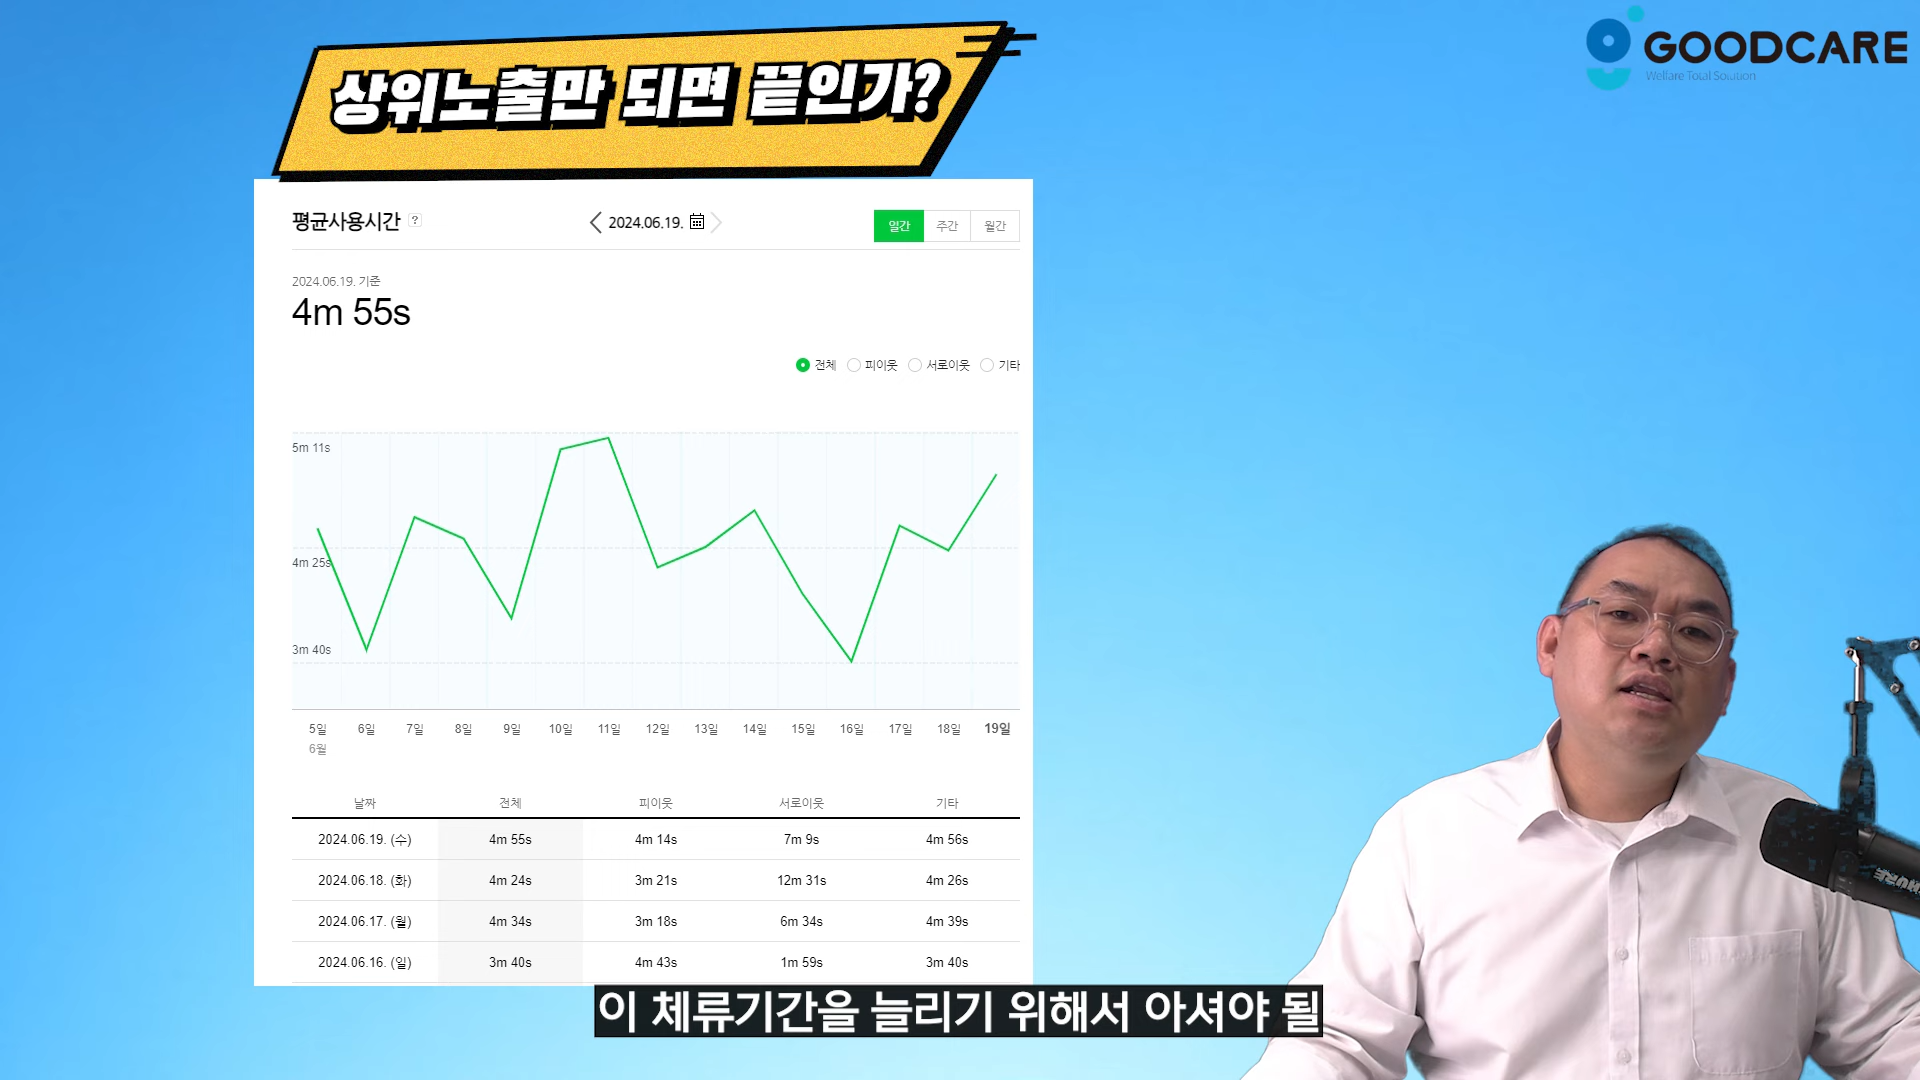 상위노출만 되면 끝인가?
GOODCARE
Welfare Total Solution
평균사용시간 ?
2024.06.19.
일간 주간 월간
2024.06.19. 기준
4m 55s
전체 피이웃 서로이웃 기타
5m 11s
4m 25s
3m 40s
5일 6일 7일 8일 9일 10일 11일 12일 13일 14일 15일 16일 17일 18일 19일
6월
날짜 전체 피이웃 서로이웃 기타
2024.06.19. (수) 4m 55s 4m 14s 7m 9s 4m 56s
2024.06.18. (화) 4m 24s 3m 21s 12m 31s 4m 26s
2024.06.17. (월) 4m 34s 3m 18s 6m 34s 4m 39s
2024.06.16. (일) 3m 40s 4m 43s 1m 59s 3m 40s
이 체류기간을 늘리기 위해서 아셔야 될